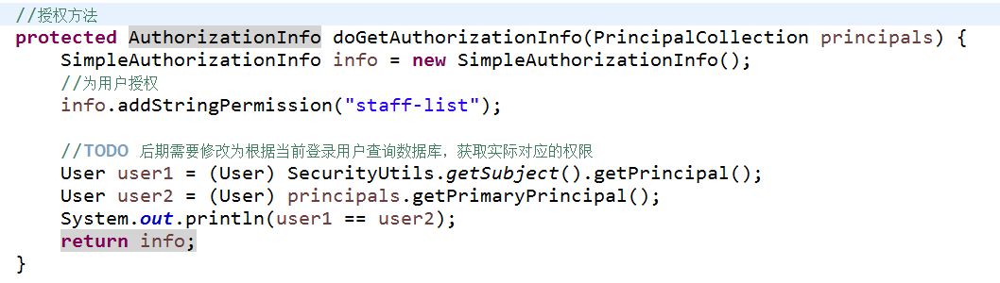 //授权方法
protected AuthorizationInfo doGetAuthorizationInfo(PrincipalCollection principals) {
    SimpleAuthorizationInfo info = new SimpleAuthorizationInfo();
    //为用户授权
    info.addStringPermission("staff-list");

    //TODO 后期需要修改为根据当前登录用户查询数据库，获取实际对应的权限
    User user1 = (User) SecurityUtils.getSubject().getPrincipal();
    User user2 = (User) principals.getPrimaryPrincipal();
    System.out.println(user1 == user2);
    return info;
}